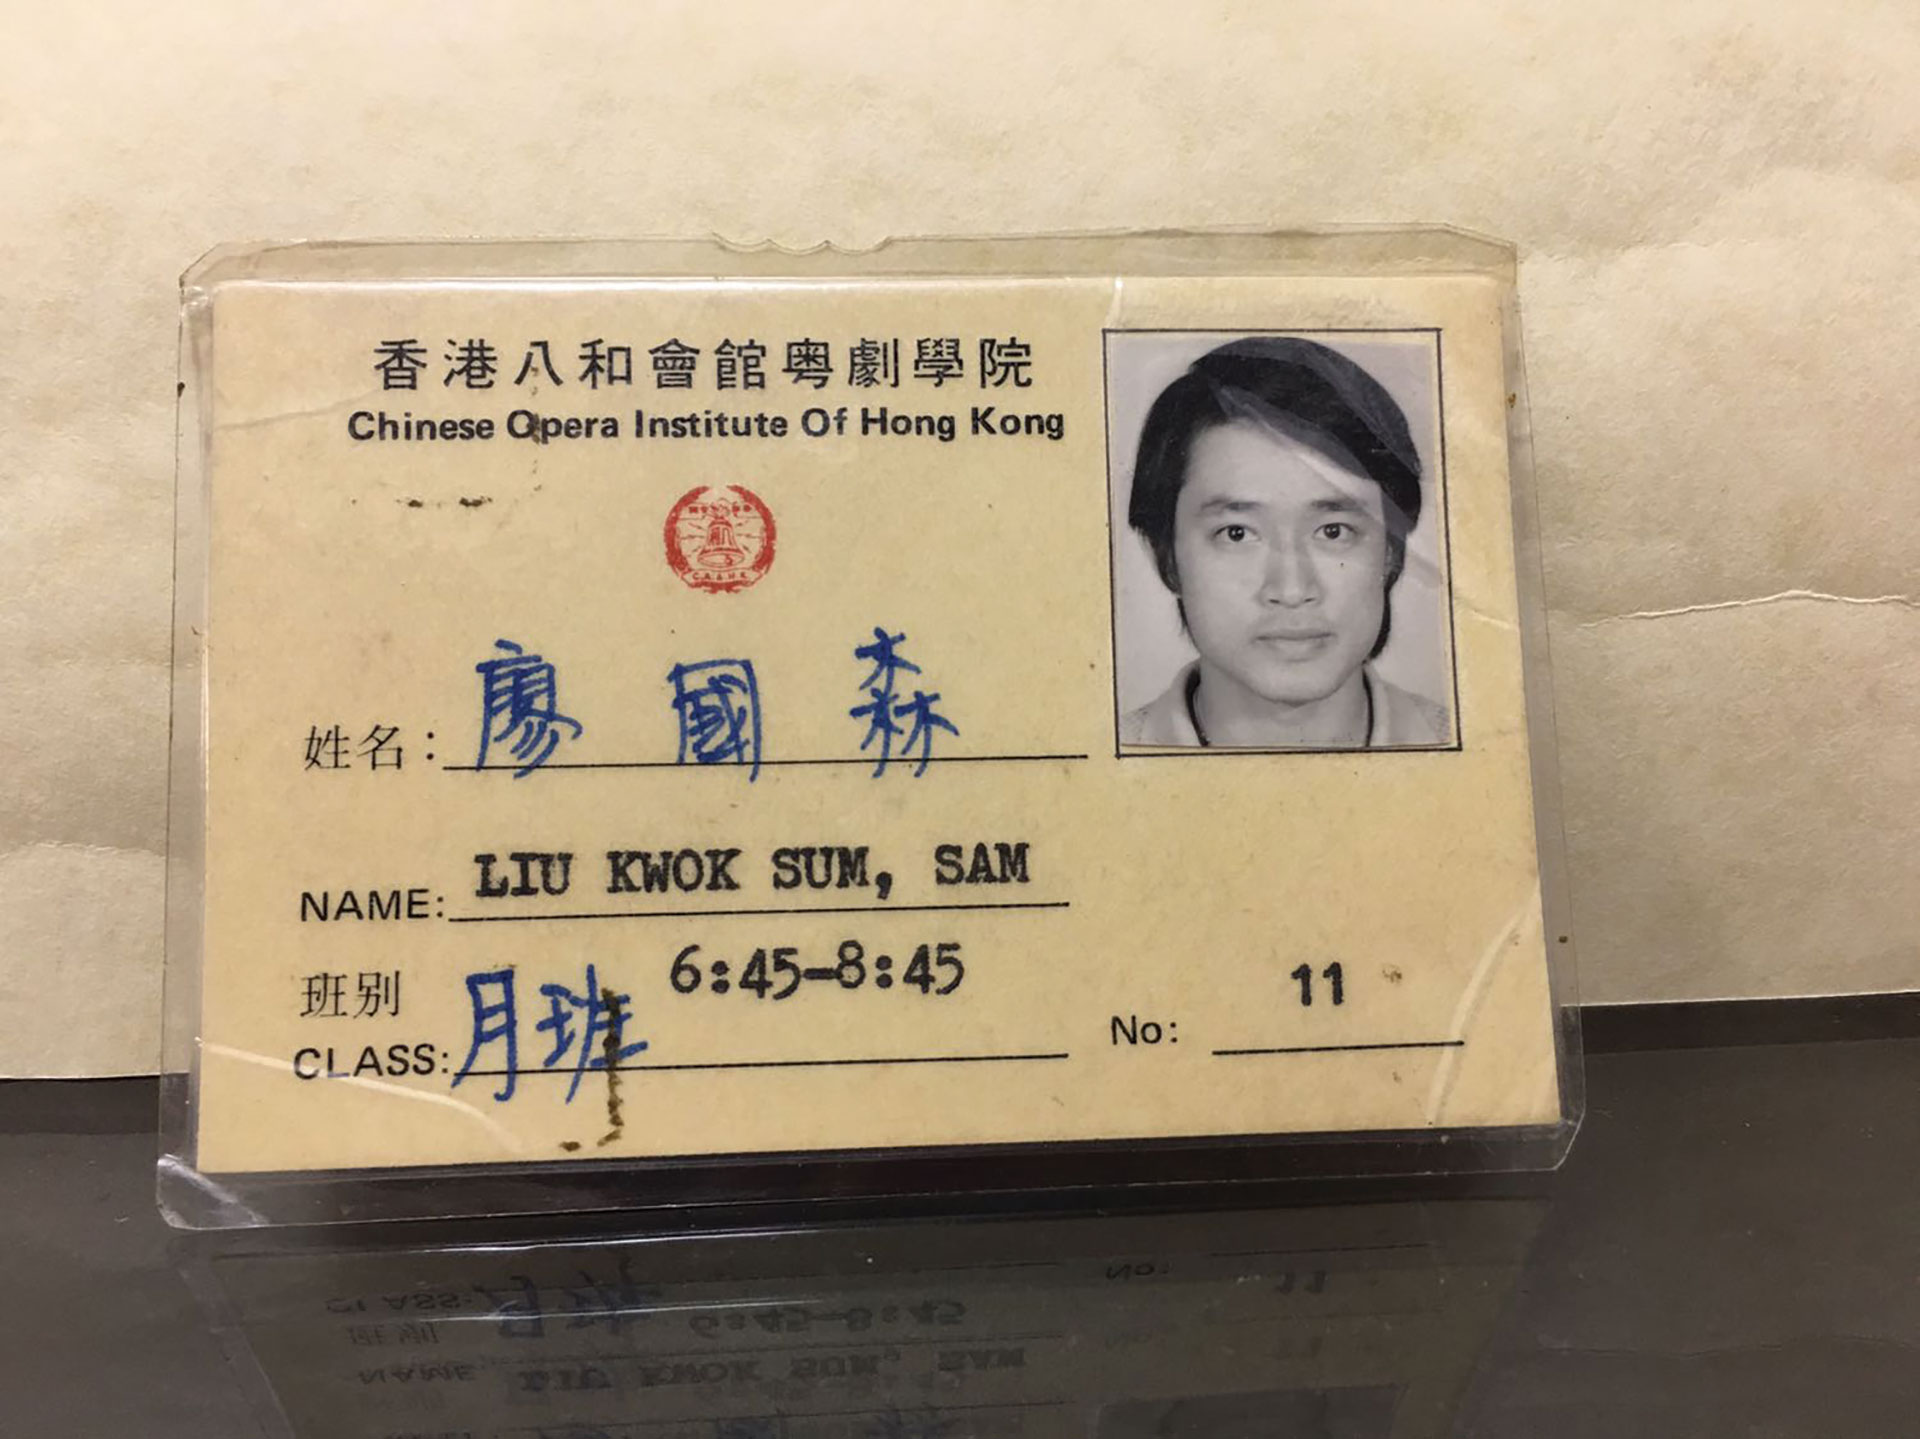 香港八和會館粤劇學院
Chinese Opera Institute Of Hong Kong
姓名：廖國森
NAME: LIU KWOK SUM, SAM
班别 6:45-8:45
CLASS: 月班
No: 11